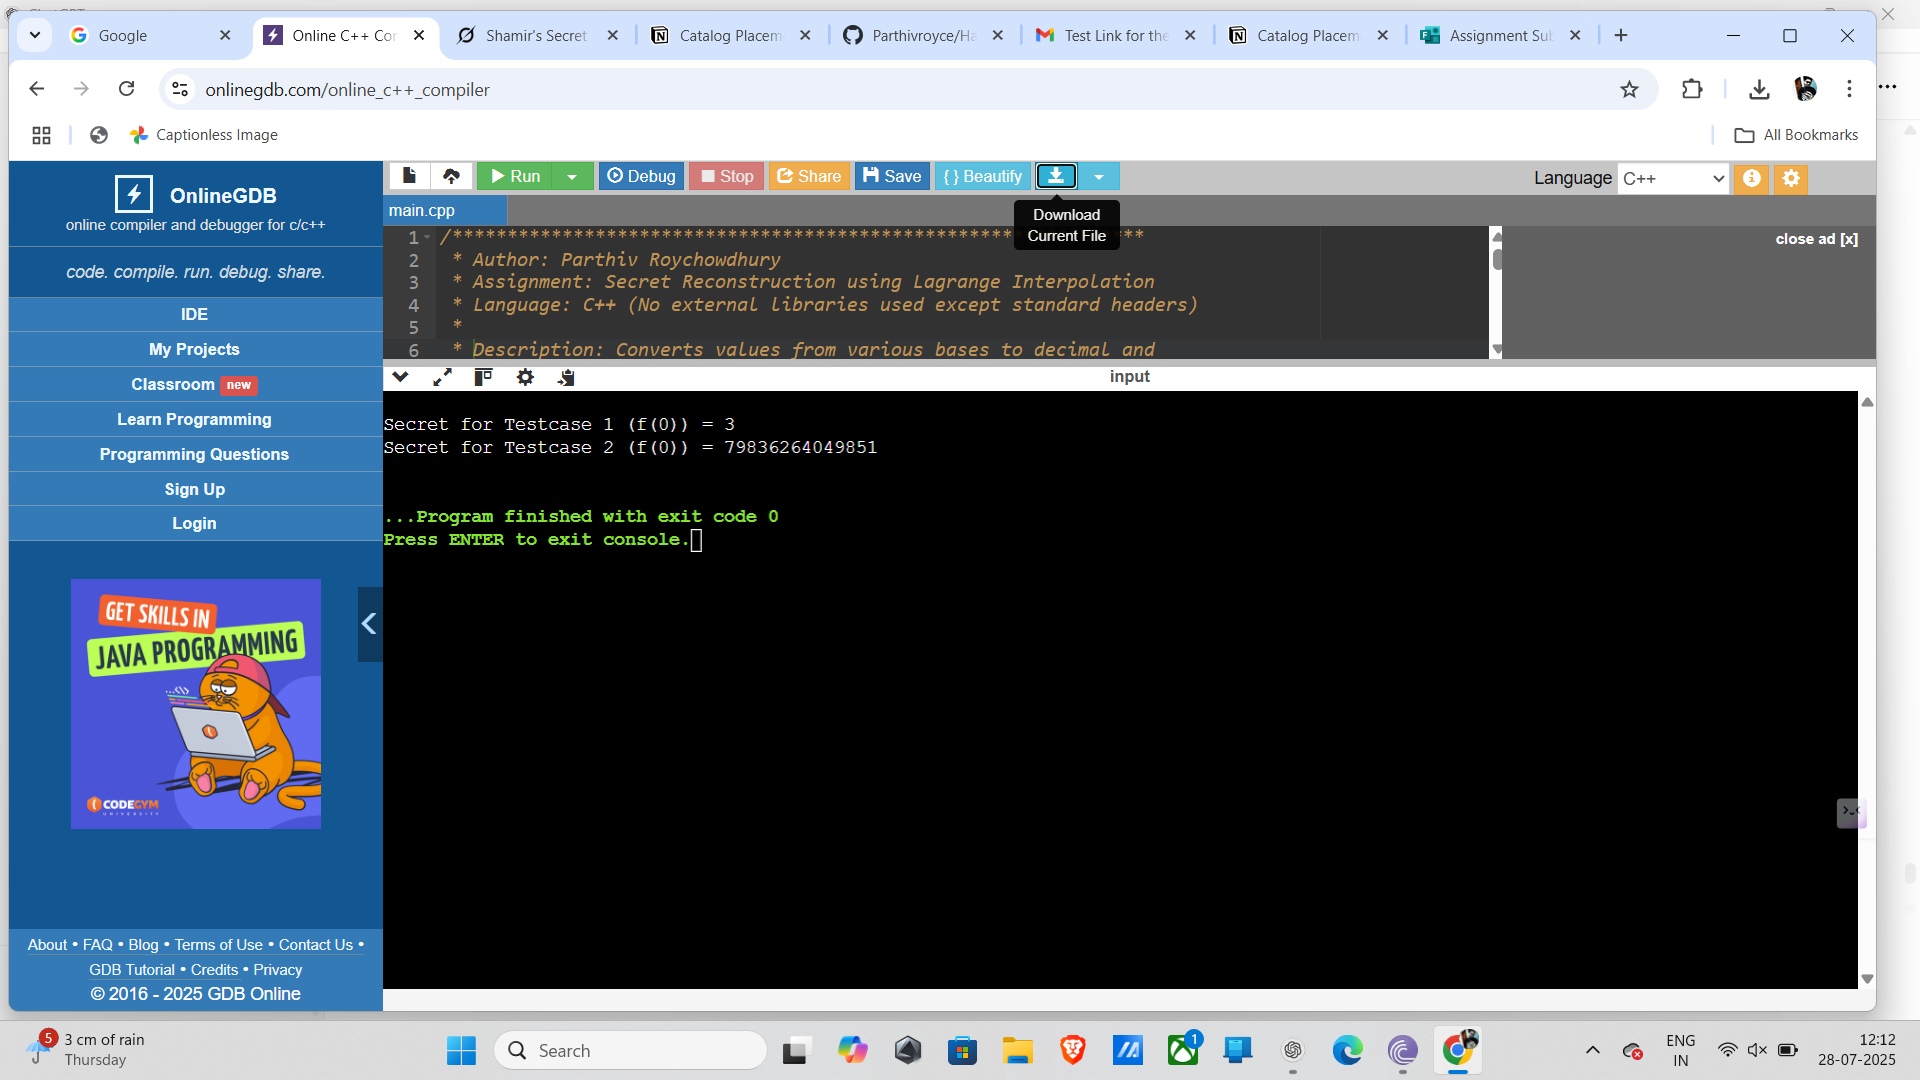 Google
Online C++ Cor
Shamir's Secret
Catalog Placem
Parthivroyce/Ha
Test Link for the
Catalog Placem
Assignment Sub
onlinegdb.com/online_c++_compiler
Captionless Image
All Bookmarks
OnlineGDB
online compiler and debugger for c/c++
code. compile. run. debug. share.
IDE
My Projects
Classroom new
Learn Programming
Programming Questions
Sign Up
Login
GET SKILLS IN
JAVA PROGRAMMING
CODEGYM
UNIVERSITY
About • FAQ • Blog • Terms of Use • Contact Us •
GDB Tutorial • Credits • Privacy
© 2016 - 2025 GDB Online
Run
Debug
Stop
Share
Save
{ } Beautify
Language C++
Download
Current File
main.cpp
close ad [x]
1 /****************************************************************
2 * Author: Parthiv Roychowdhury
3 * Assignment: Secret Reconstruction using Lagrange Interpolation
4 * Language: C++ (No external libraries used except standard headers)
5 *
6 * Description: Converts values from various bases to decimal and
input
Secret for Testcase 1 (f(0)) = 3
Secret for Testcase 2 (f(0)) = 79836264049851
...Program finished with exit code 0
Press ENTER to exit console.
5
3 cm of rain
Thursday
Search
1
ENG
IN
12:12
28-07-2025